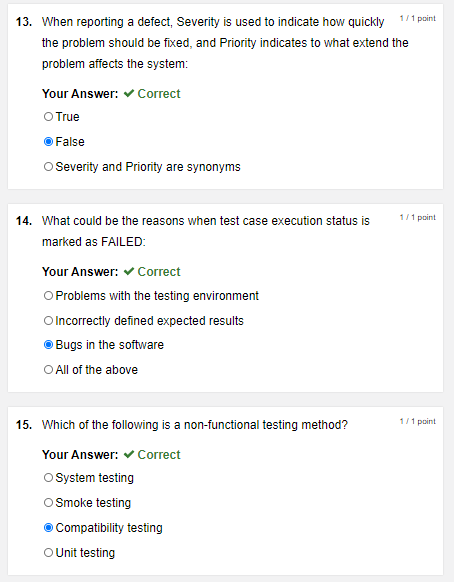 13. When reporting a defect, Severity is used to indicate how quickly 1 / 1 point
the problem should be fixed, and Priority indicates to what extend the
problem affects the system:
Your Answer: ✔ Correct
True
False
Severity and Priority are synonyms
14. What could be the reasons when test case execution status is 1 / 1 point
marked as FAILED:
Your Answer: ✔ Correct
Problems with the testing environment
Incorrectly defined expected results
Bugs in the software
All of the above
15. Which of the following is a non-functional testing method? 1 / 1 point
Your Answer: ✔ Correct
System testing
Smoke testing
Compatibility testing
Unit testing